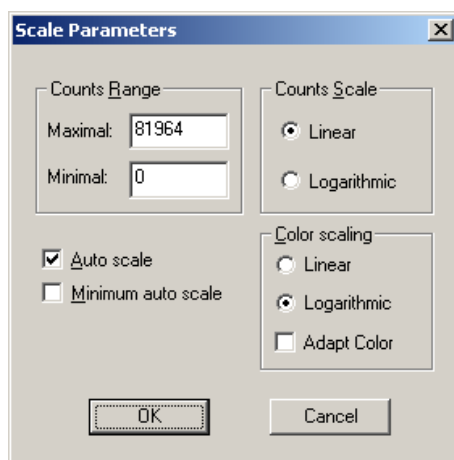 Scale Parameters
Counts Range
Maximal: 81964
Minimal: 0
Counts Scale
Linear
Logarithmic
Auto scale
Minimum auto scale
Color scaling
Linear
Logarithmic
Adapt Color
OK
Cancel